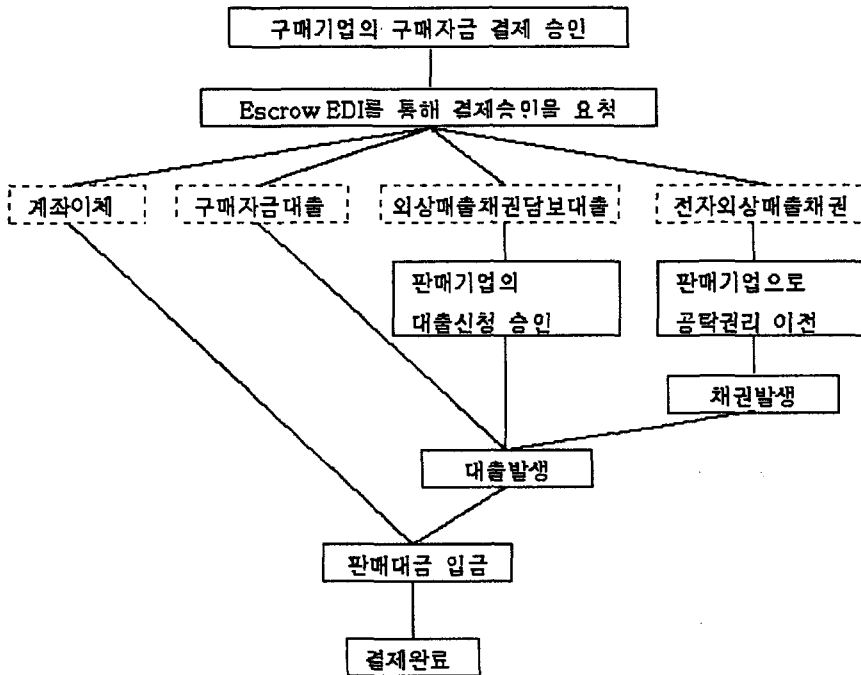 구매기업의 구매자금 결제 승인
Escrow EDI를 통해 결제승인을 요청
계좌이체
구매자금대출
외상매출채권담보대출
전자외상매출채권
판매기업의
대출신청 승인
판매기업으로
공탁권리 이전
채권발생
대출발생
판매대금 입금
결제완료